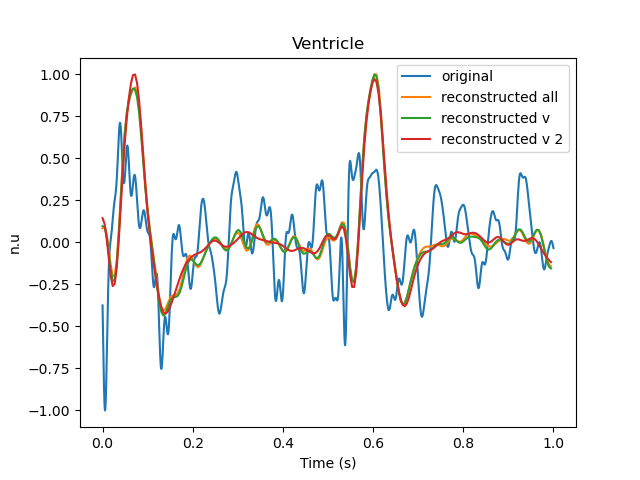 Ventricle
original
reconstructed all
reconstructed v
reconstructed v 2
n.u
1.00
0.75
0.50
0.25
0.00
−0.25
−0.50
−0.75
−1.00
0.0 0.2 0.4 0.6 0.8 1.0
Time (s)